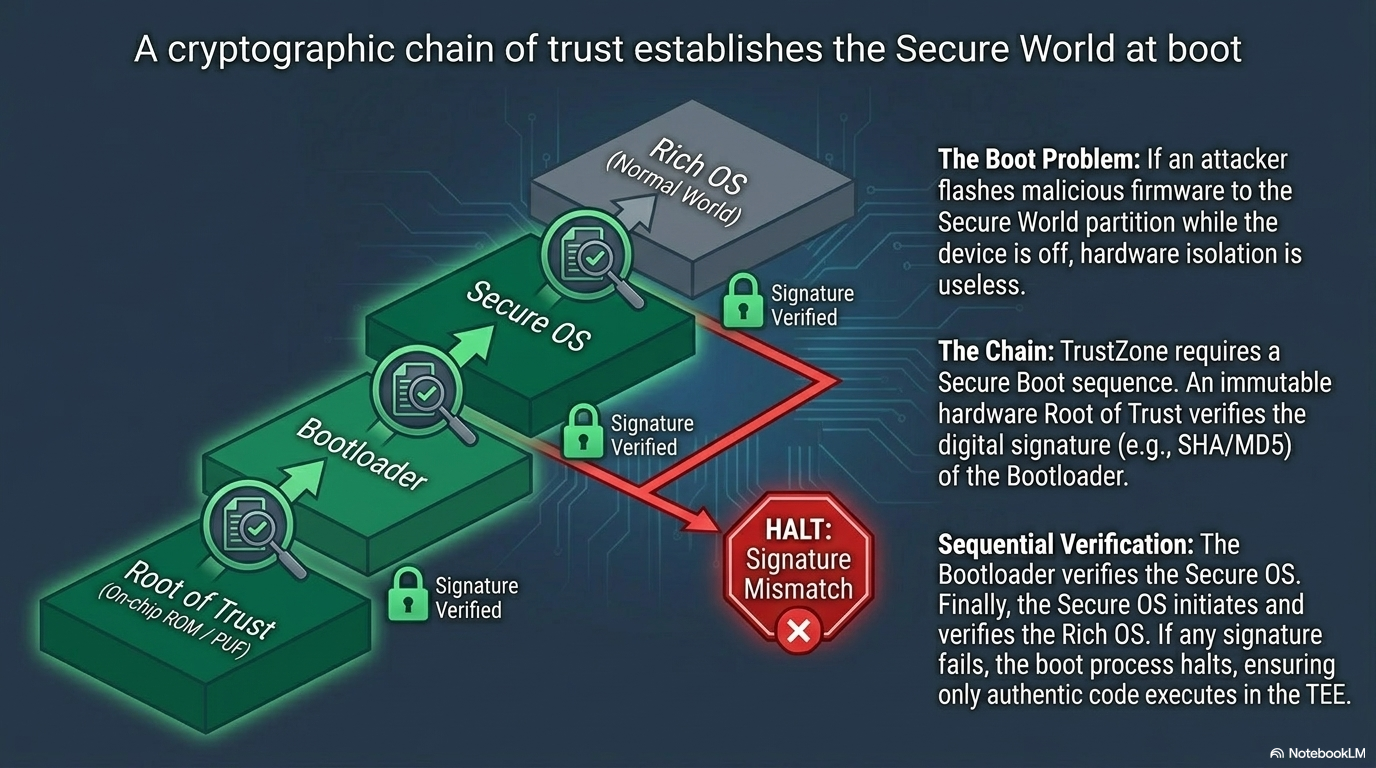 A cryptographic chain of trust establishes the Secure World at boot
Rich OS
(Normal World)
Secure OS
Bootloader
Root of Trust
(On-chip ROM / PUF)
Signature
Verified
Signature
Verified
Signature
Verified
HALT:
Signature
Mismatch
The Boot Problem: If an attacker
flashes malicious firmware to the
Secure World partition while the
device is off, hardware isolation is
useless.
The Chain: TrustZone requires a
Secure Boot sequence. An immutable
hardware Root of Trust verifies the
digital signature (e.g., SHA/MD5)
of the Bootloader.
Sequential Verification: The
Bootloader verifies the Secure OS.
Finally, the Secure OS initiates and
verifies the Rich OS. If any signature
fails, the boot process halts, ensuring
only authentic code executes in the TEE.
NotebookLM